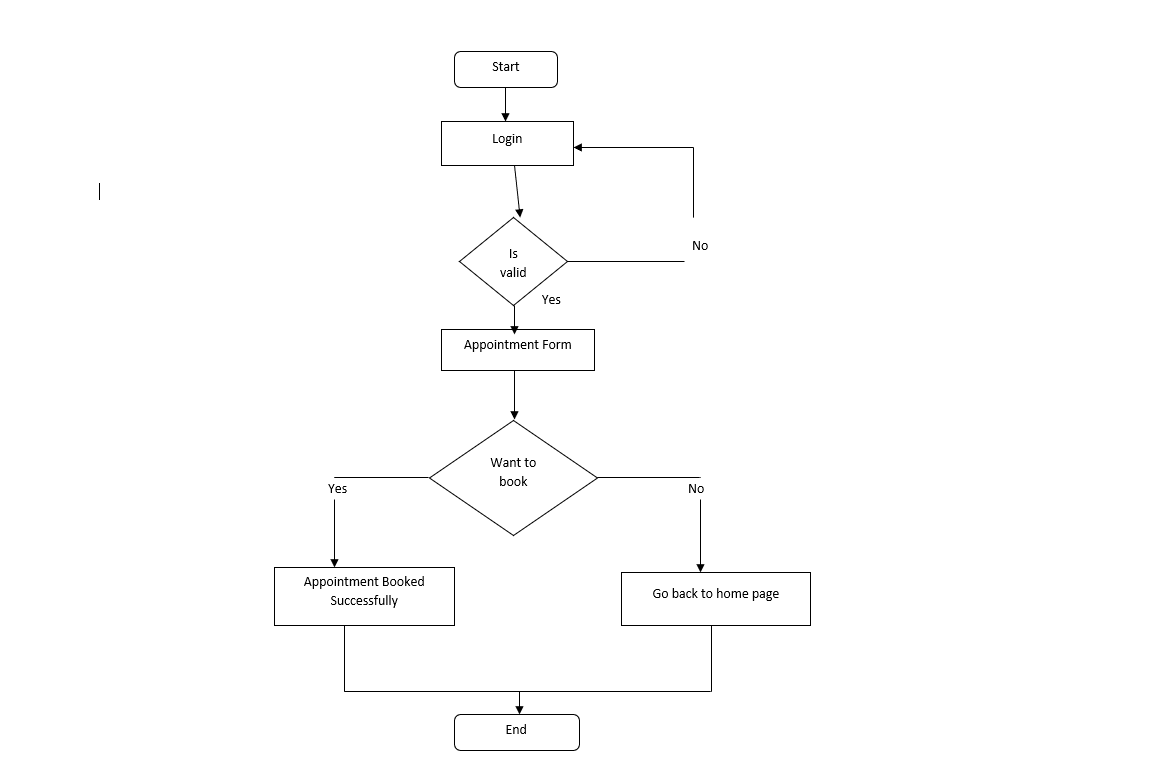 Start
Login
Is
valid
No
Yes
Appointment Form
Want to
book
Yes
No
Appointment Booked
Successfully
Go back to home page
End